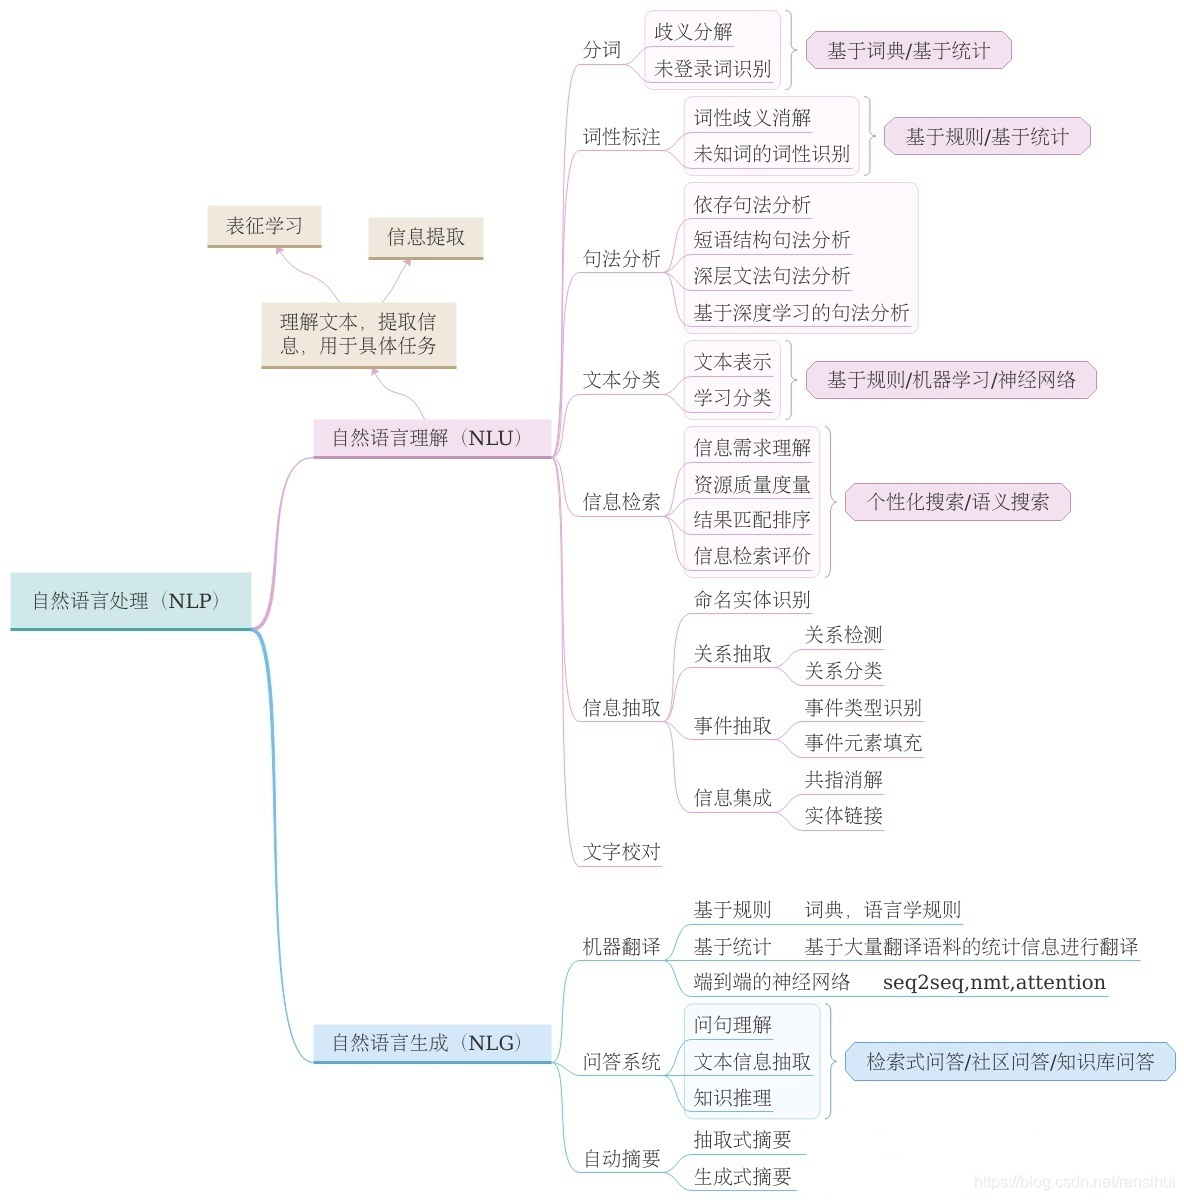 自然语言处理（NLP）
自然语言理解（NLU）
理解文本，提取信
息，用于具体任务
表征学习
信息提取
分词
歧义分解
未登录词识别
基于词典/基于统计
词性标注
词性歧义消解
未知词的词性识别
基于规则/基于统计
句法分析
依存句法分析
短语结构句法分析
深层文法句法分析
基于深度学习的句法分析
文本分类
文本表示
学习分类
基于规则/机器学习/神经网络
信息检索
信息需求理解
资源质量度量
结果匹配排序
信息检索评价
个性化搜索/语义搜索
信息抽取
命名实体识别
关系抽取
关系检测
关系分类
事件抽取
事件类型识别
事件元素填充
信息集成
共指消解
实体链接
文字校对
自然语言生成（NLG）
机器翻译
基于规则 词典，语言学规则
基于统计 基于大量翻译语料的统计信息进行翻译
端到端的神经网络 seq2seq,nmt,attention
问答系统
问句理解
文本信息抽取
知识推理
检索式问答/社区问答/知识库问答
自动摘要
抽取式摘要
生成式摘要
https://blog.csdn.net/rensihui